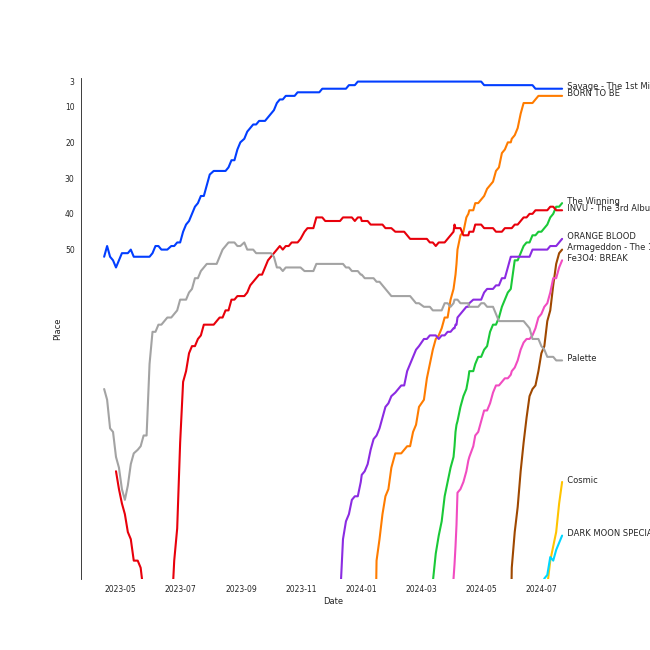 3
10
20
30
40
50
Place
Savage - The 1st Mi
BORN TO BE
The Winning
INVU - The 3rd Albu
ORANGE BLOOD
Armageddon - The 1
Fe3O4: BREAK
Palette
Cosmic
DARK MOON SPECIA
2023-05 2023-07 2023-09 2023-11 2024-01 2024-03 2024-05 2024-07
Date